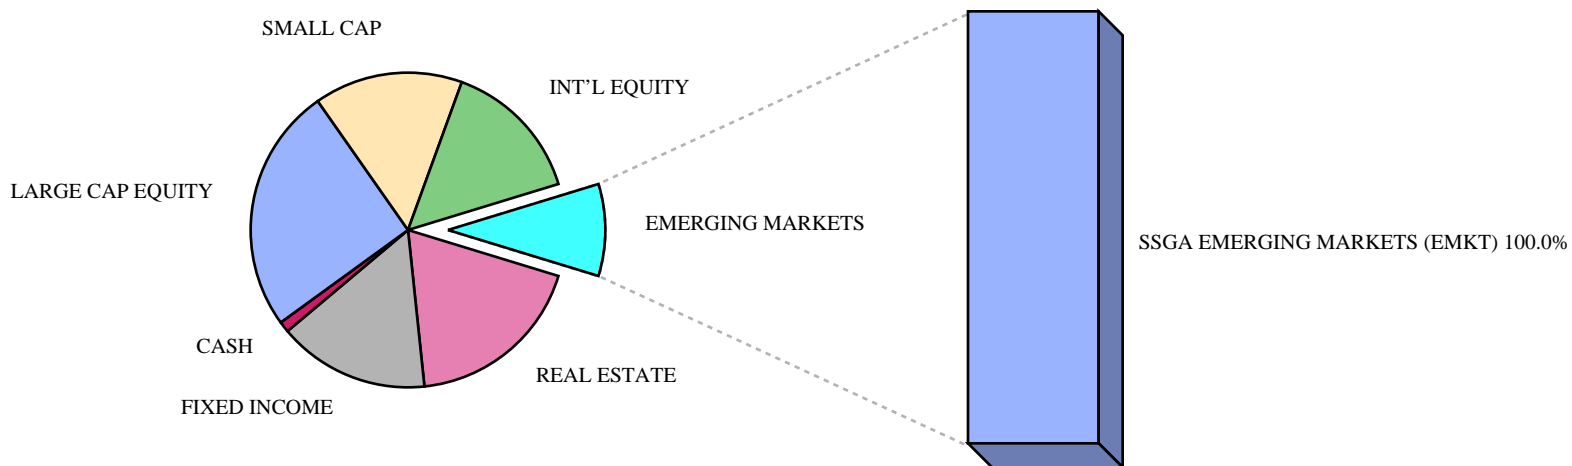 SMALL CAP
INT’L EQUITY
LARGE CAP EQUITY
EMERGING MARKETS
SSGA EMERGING MARKETS (EMKT) 100.0%
CASH
REAL ESTATE
FIXED INCOME